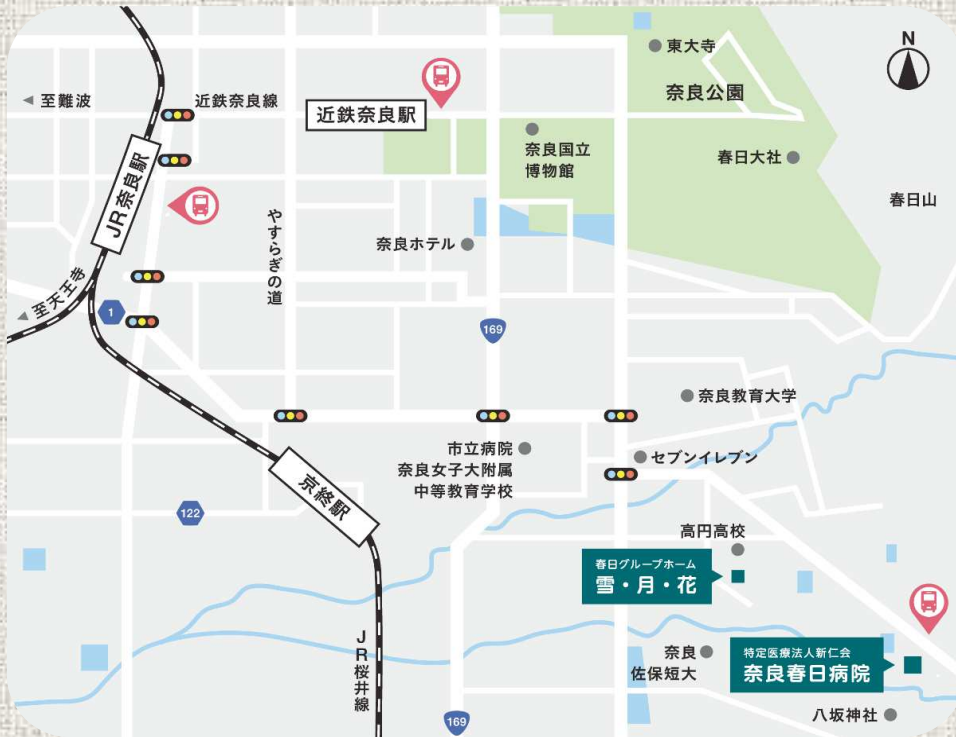 N
東大寺
奈良公園
◀ 至難波
近鉄奈良線
近鉄奈良駅
奈良国立
博物館
春日大社
春日山
JR奈良駅
やすらぎの道
奈良ホテル
◀ 至天王寺
1
169
奈良教育大学
市立病院
奈良女子大附属
中等教育学校
セブンイレブン
京終駅
122
高円高校
春日グループホーム
雪・月・花
JR桜井線
奈良
佐保短大
特定医療法人新仁会
奈良春日病院
169
八坂神社